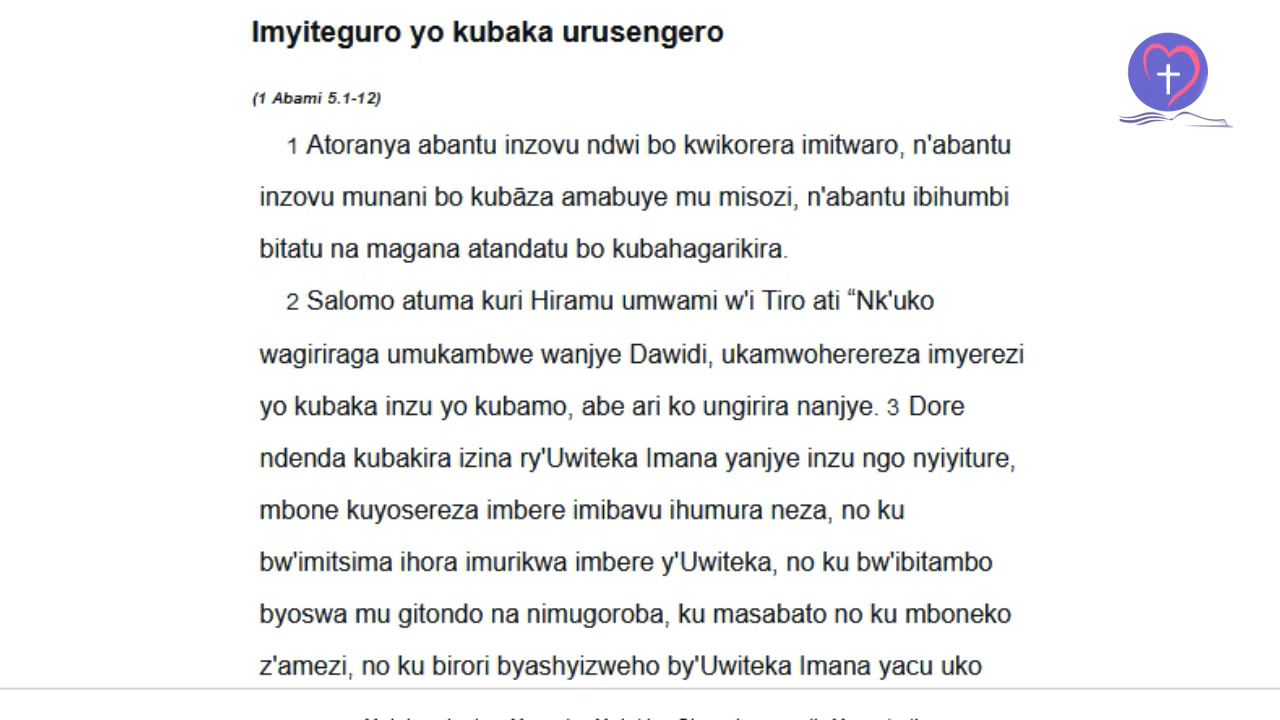 Imyiteguro yo kubaka urusengero
(1 Abami 5.1-12)
1 Atoranya abantu inzovu ndwi bo kwikorera imitwaro, n'abantu
inzovu munani bo kubāza amabuye mu misozi, n'abantu ibihumbi
bitatu na magana atandatu bo kubahagarikira.
2 Salomo atuma kuri Hiramu umwami w'i Tiro ati “Nk'uko
wagiriraga umukambwe wanjye Dawidi, ukamwoherereza imyerezi
yo kubaka inzu yo kubamo, abe ari ko ungirira nanjye. 3 Dore
ndenda kubakira izina ry'Uwiteka Imana yanjye inzu ngo nyiyiture,
mbone kuyosereza imbere imibavu ihumura neza, no ku
bw'imitsima ihora imurikwa imbere y'Uwiteka, no ku bw'ibitambo
byoswa mu gitondo na nimugoroba, ku masabato no ku mboneko
z'amezi, no ku birori byashyizweho by'Uwiteka Imana yacu uko